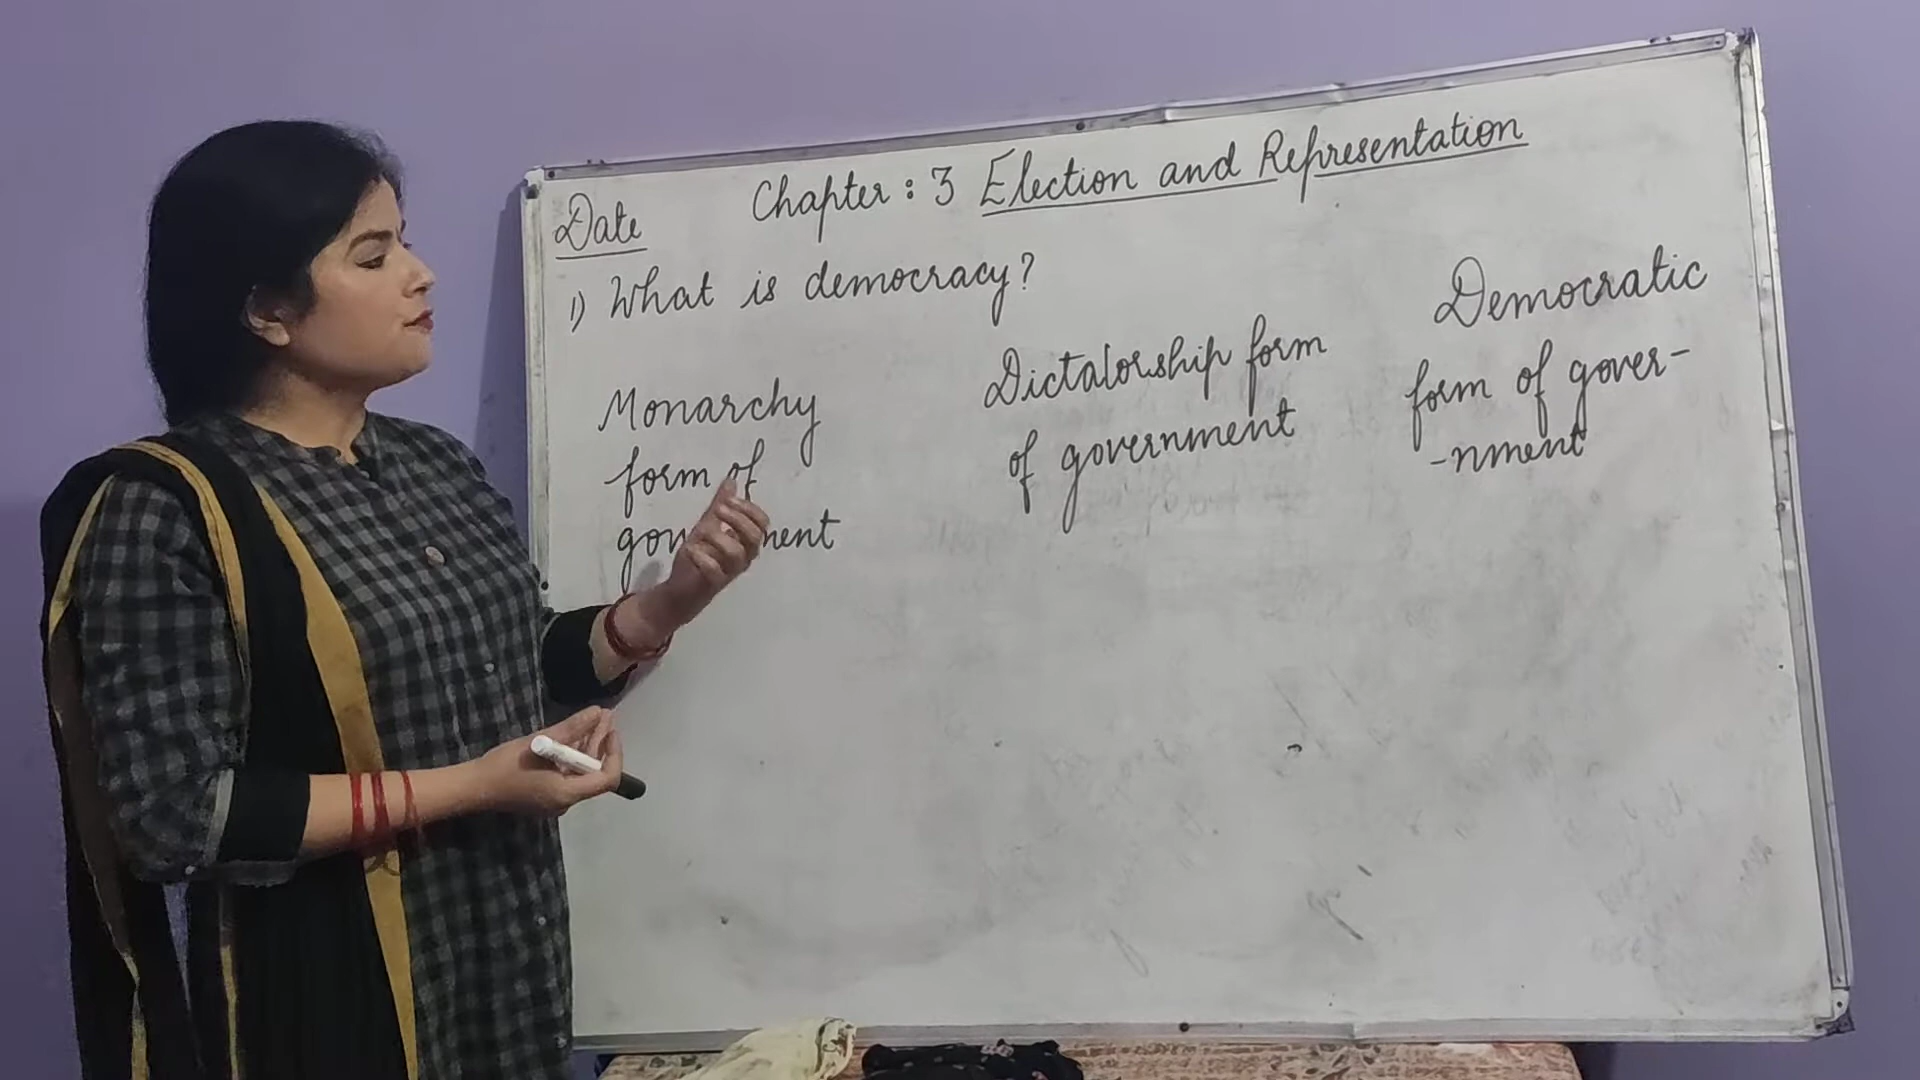 Chapter : 3 Election and Representation
Date
1) What is democracy?
Monarchy
form of
Dictatorship form
of government
Democratic
form of gover-
-nment